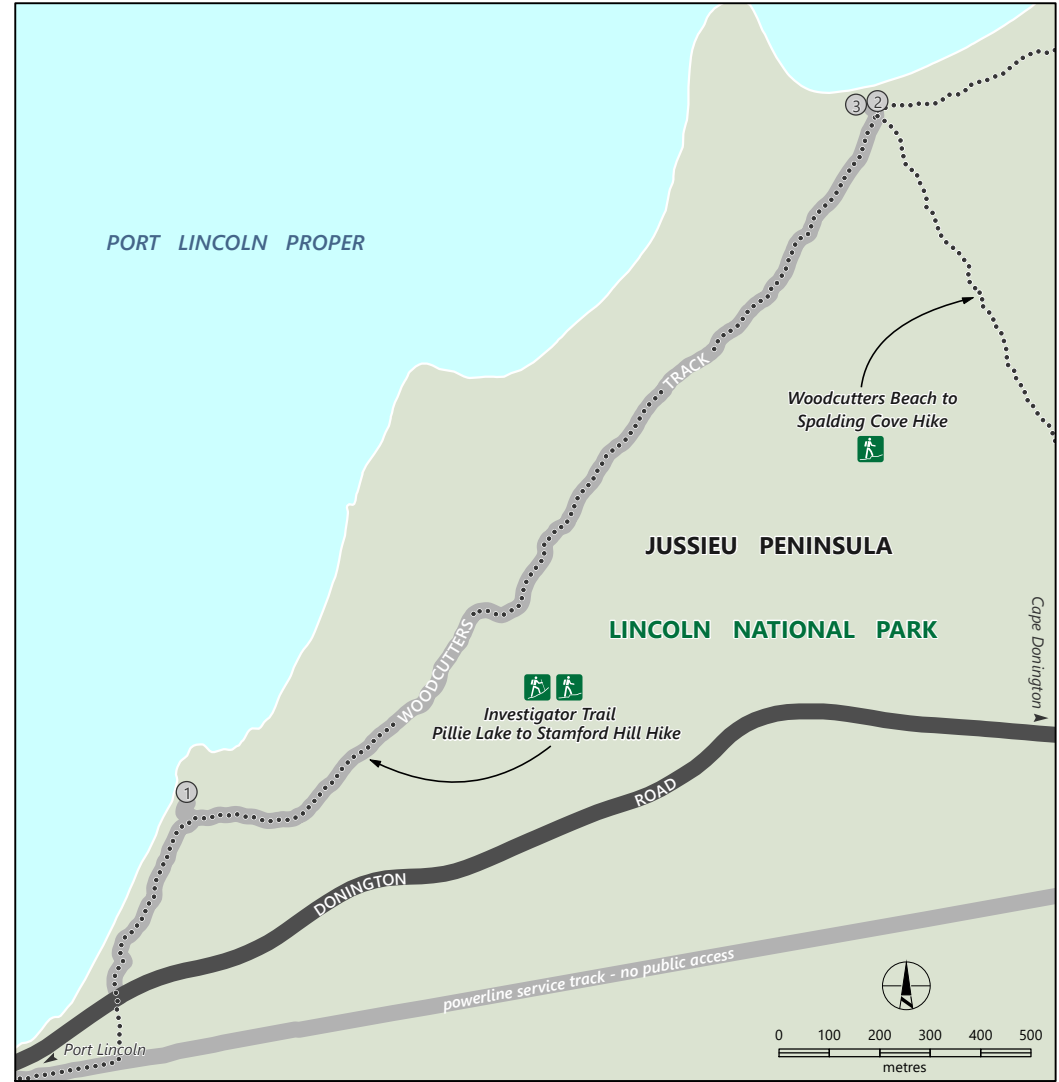 3 2
PORT LINCOLN PROPER
TRACK
Woodcutters Beach to
Spalding Cove Hike
JUSSIEU PENINSULA
LINCOLN NATIONAL PARK
Cape Donington
WOODCUTTERS
Investigator Trail
Pillie Lake to Stamford Hill Hike
1
ROAD
DONINGTON
powerline service track - no public access
Port Lincoln
0 100 200 300 400 500
metres